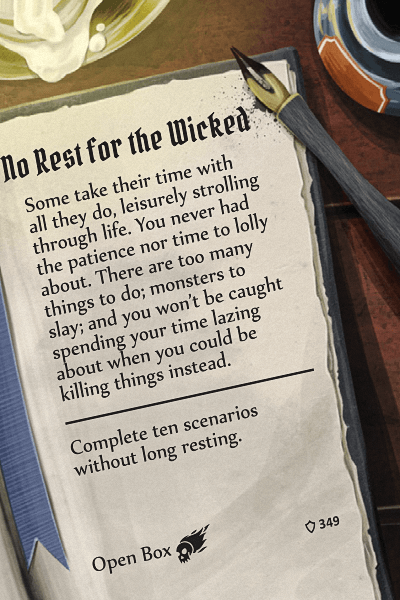 No Rest for the Wicked
Some take their time with
all they do, leisurely strolling
through life. You never had
the patience nor time to lolly
about. There are too many
things to do; monsters to
slay; and you won't be caught
spending your time lazing
about when you could be
killing things instead.
Complete ten scenarios
without long resting.
Open Box
349